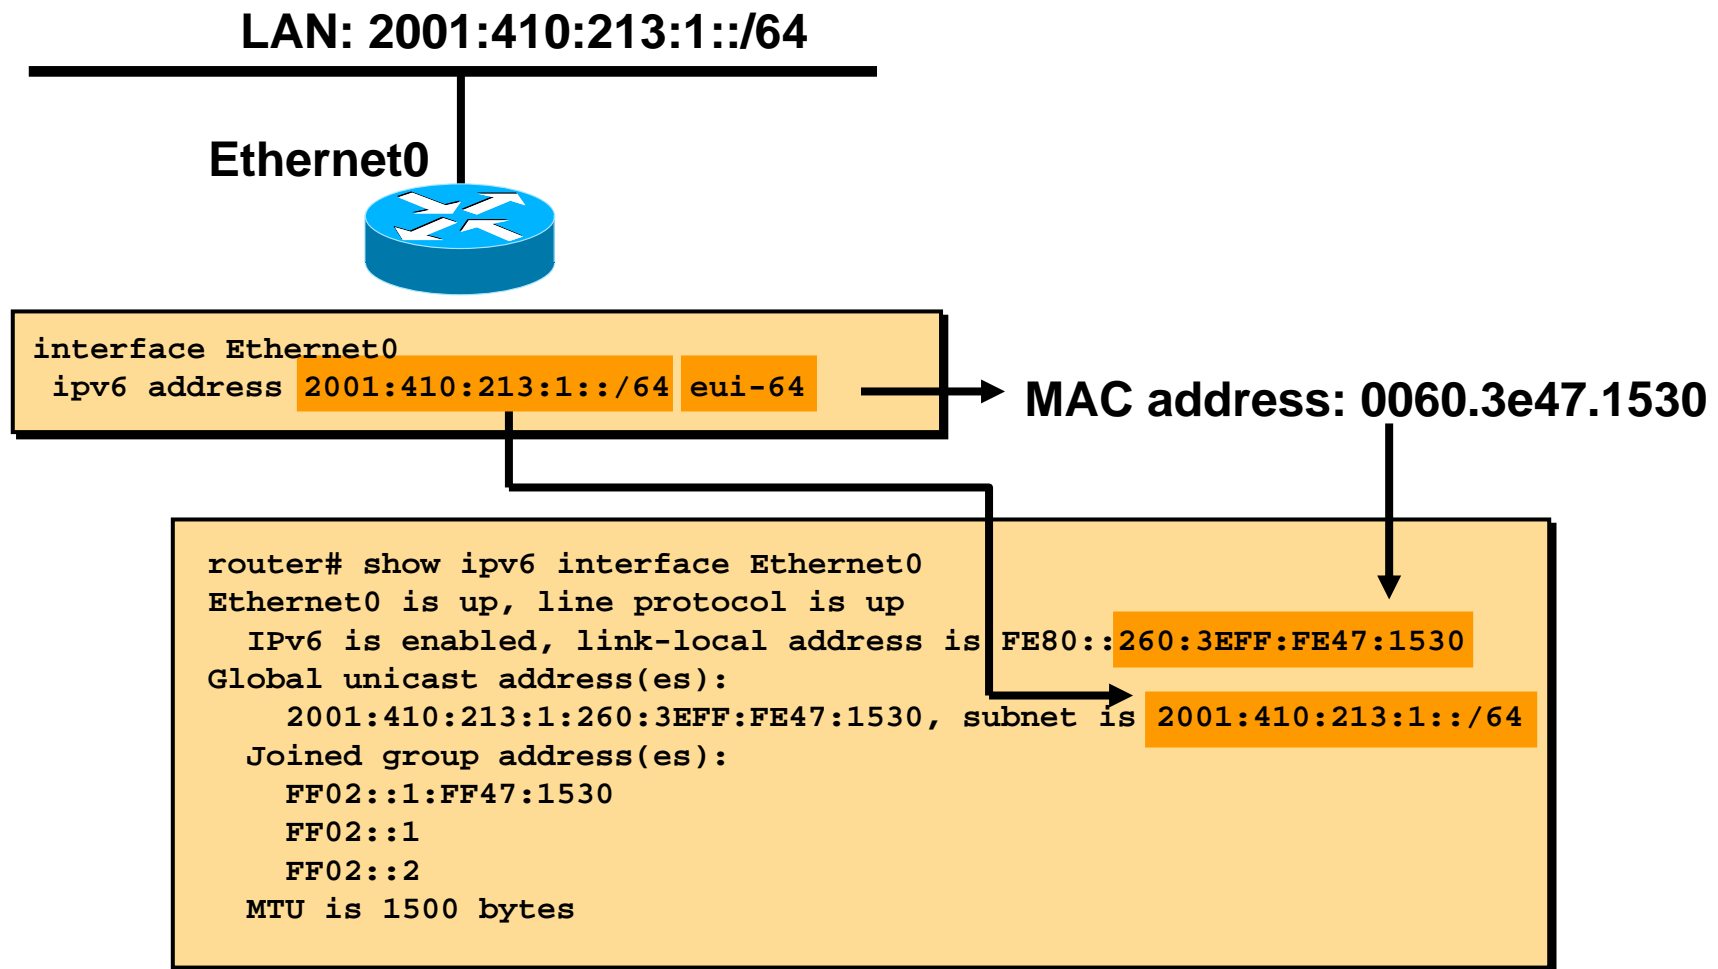 LAN: 2001:410:213:1::/64
Ethernet0
interface Ethernet0
ipv6 address 2001:410:213:1::/64 eui-64
MAC address: 0060.3e47.1530
router# show ipv6 interface Ethernet0
Ethernet0 is up, line protocol is up
IPv6 is enabled, link-local address is FE80::260:3EFF:FE47:1530
Global unicast address(es):
2001:410:213:1:260:3EFF:FE47:1530, subnet is 2001:410:213:1::/64
Joined group address(es):
FF02::1:FF47:1530
FF02::1
FF02::2
MTU is 1500 bytes